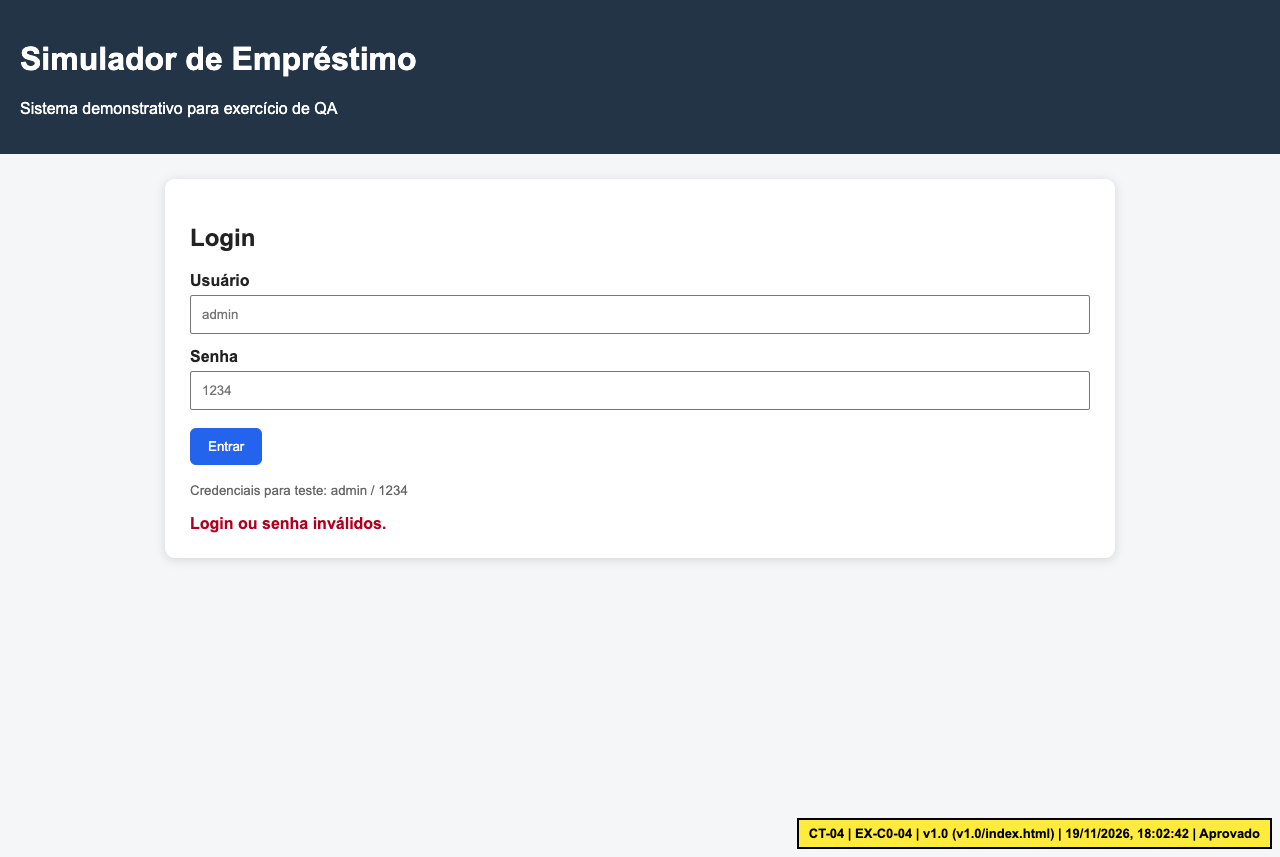 Simulador de Empréstimo
Sistema demonstrativo para exercício de QA
Login
Usuário
admin
Senha
1234
Entrar
Credenciais para teste: admin / 1234
Login ou senha inválidos.
CT-04 | EX-C0-04 | v1.0 (v1.0/index.html) | 19/11/2026, 18:02:42 | Aprovado